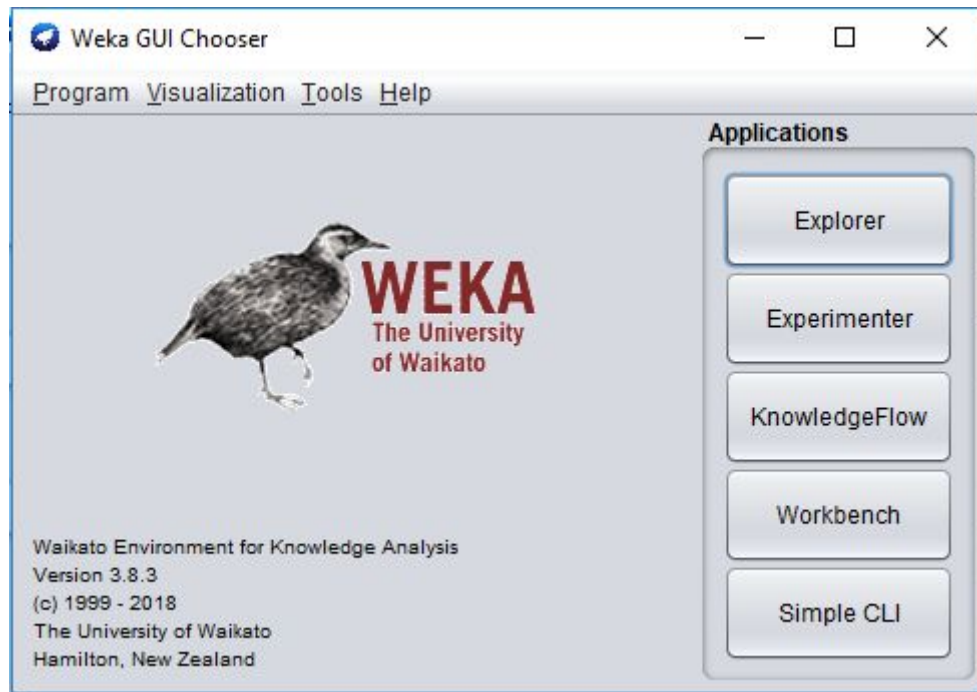 Weka GUI Chooser
Program Visualization Tools Help
Applications
Explorer
Experimenter
KnowledgeFlow
Workbench
Simple CLI
WEKA
The University
of Waikato
Waikato Environment for Knowledge Analysis
Version 3.8.3
(c) 1999 - 2018
The University of Waikato
Hamilton, New Zealand